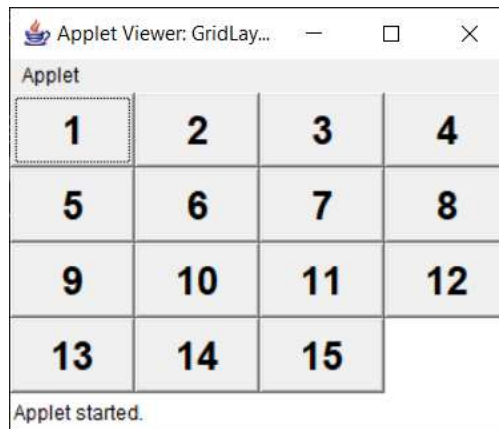 Applet Viewer: GridLay...
Applet
1 2 3 4
5 6 7 8
9 10 11 12
13 14 15
Applet started.